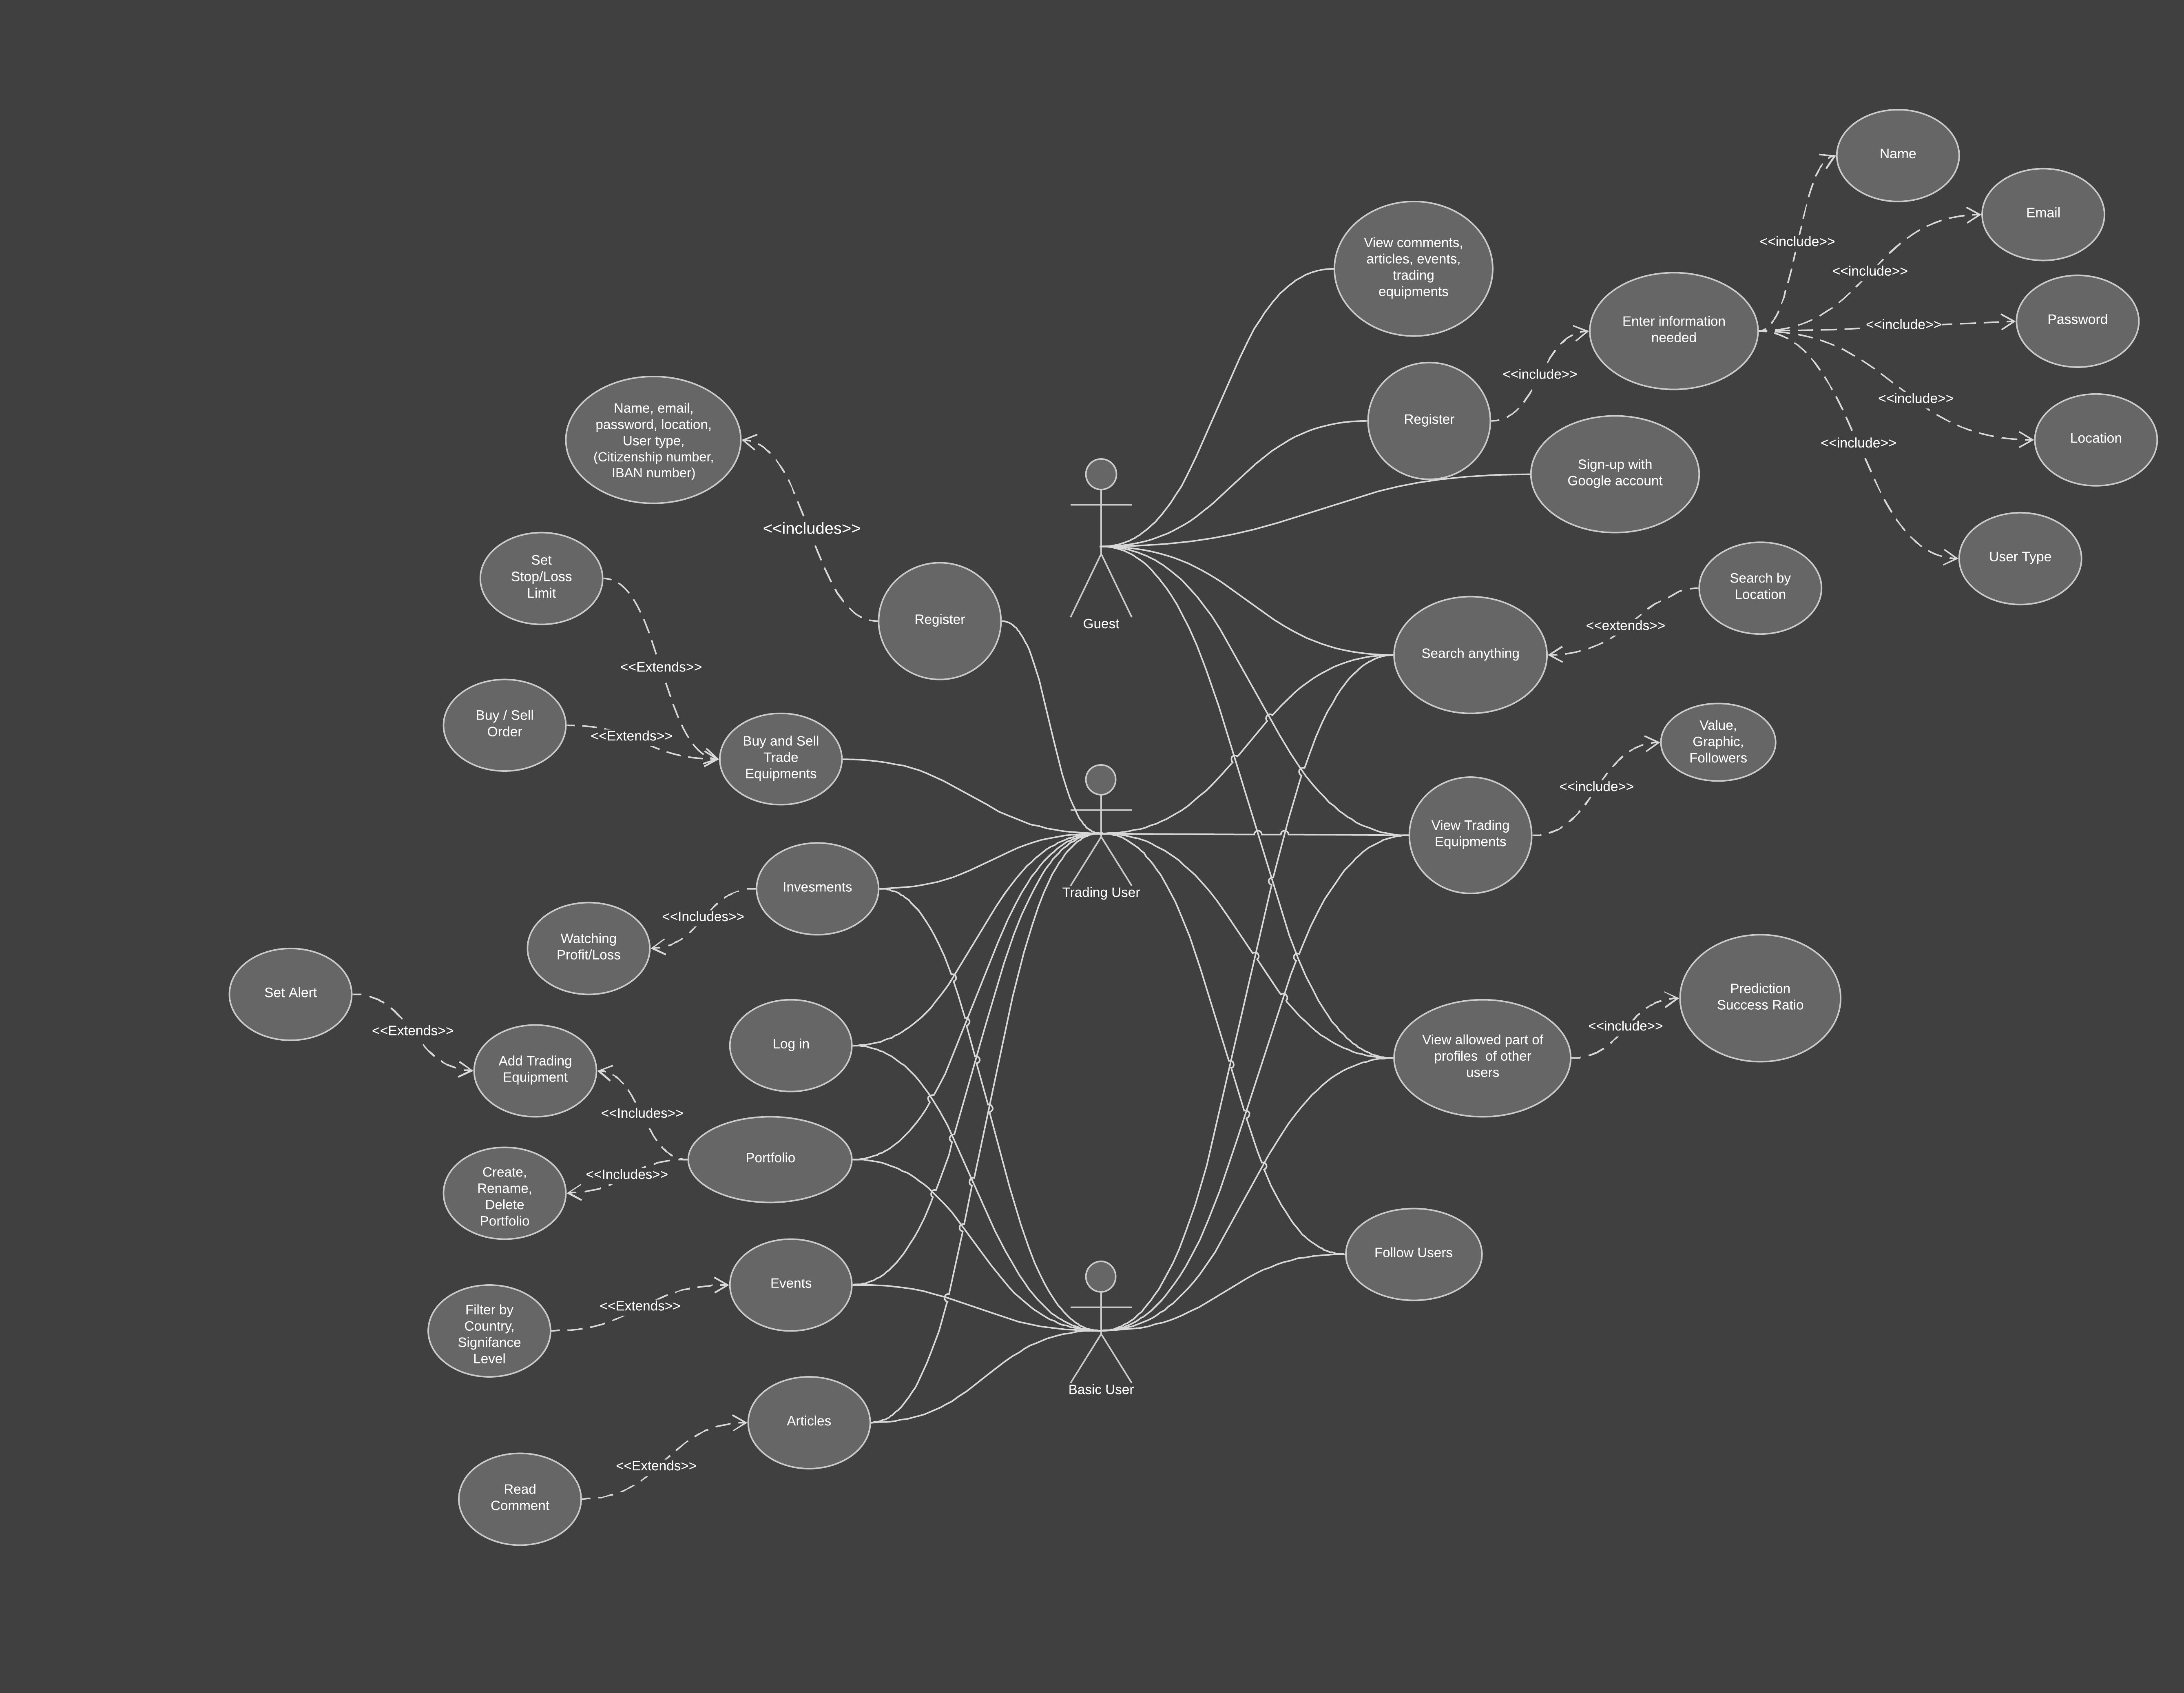 Name
Email
<<include>>
View comments,
articles, events,
trading
equipments
<<include>>
Enter information
needed
<<include>>
Password
<<include>>
<<include>>
Location
<<include>>
User Type
Register
Sign-up with
Google account
Name, email,
password, location,
User type,
(Citizenship number,
IBAN number)
<<includes>>
Register
Guest
Set
Stop/Loss
Limit
<<Extends>>
Buy / Sell
Order
<<Extends>>
Buy and Sell
Trade
Equipments
Search by
Location
<<extends>>
Search anything
Value,
Graphic,
Followers
<<include>>
View Trading
Equipments
Trading User
Invesments
<<Includes>>
Watching
Profit/Loss
Set Alert
<<Extends>>
Log in
Add Trading
Equipment
<<Includes>>
Portfolio
<<Includes>>
Create,
Rename,
Delete
Portfolio
Prediction
Success Ratio
<<include>>
View allowed part of
profiles  of other
users
Follow Users
Events
<<Extends>>
Filter by
Country,
Signifance
Level
Basic User
Articles
<<Extends>>
Read
Comment